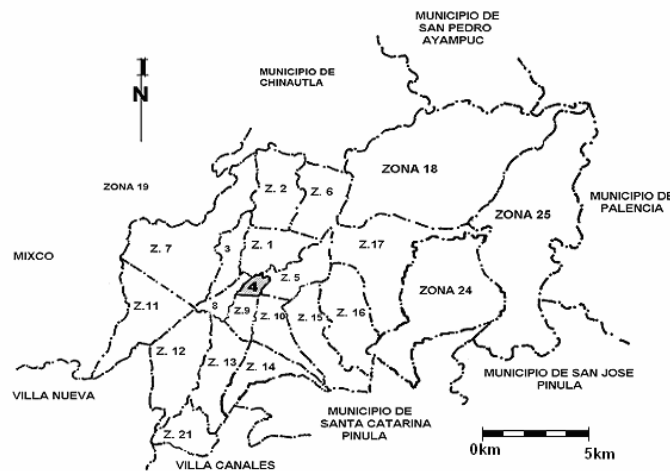 MUNICIPIO DE
SAN PEDRO
AYAMPUC
MUNICIPIO DE
CHINAUTLA
N
ZONA 19
Z. 2
Z. 6
ZONA 18
ZONA 25
MUNICIPIO DE
PALENCIA
MIXCO
Z. 7
3
Z. 1
Z.17
Z. 5
4
ZONA 24
Z.11
8
Z.9
Z. 10
Z. 15
Z. 16
Z. 12
Z. 13
Z. 14
VILLA NUEVA
MUNICIPIO DE SAN JOSE
PINULA
MUNICIPIO DE
SANTA CATARINA
PINULA
Z. 21
VILLA CANALES
0km
5km